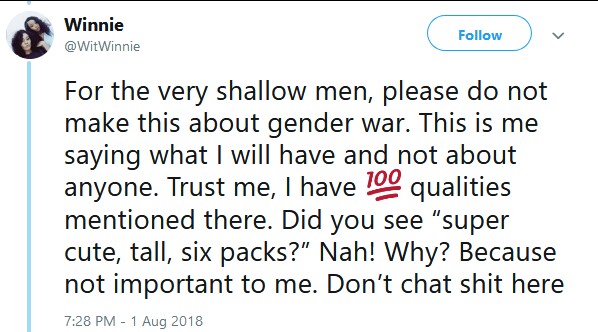 Winnie
@WitWinnie
Follow
For the very shallow men, please do not
make this about gender war. This is me
saying what I will have and not about
anyone. Trust me, I have 💯 qualities
mentioned there. Did you see “super
cute, tall, six packs?” Nah! Why? Because
not important to me. Don’t chat shit here
7:28 PM - 1 Aug 2018